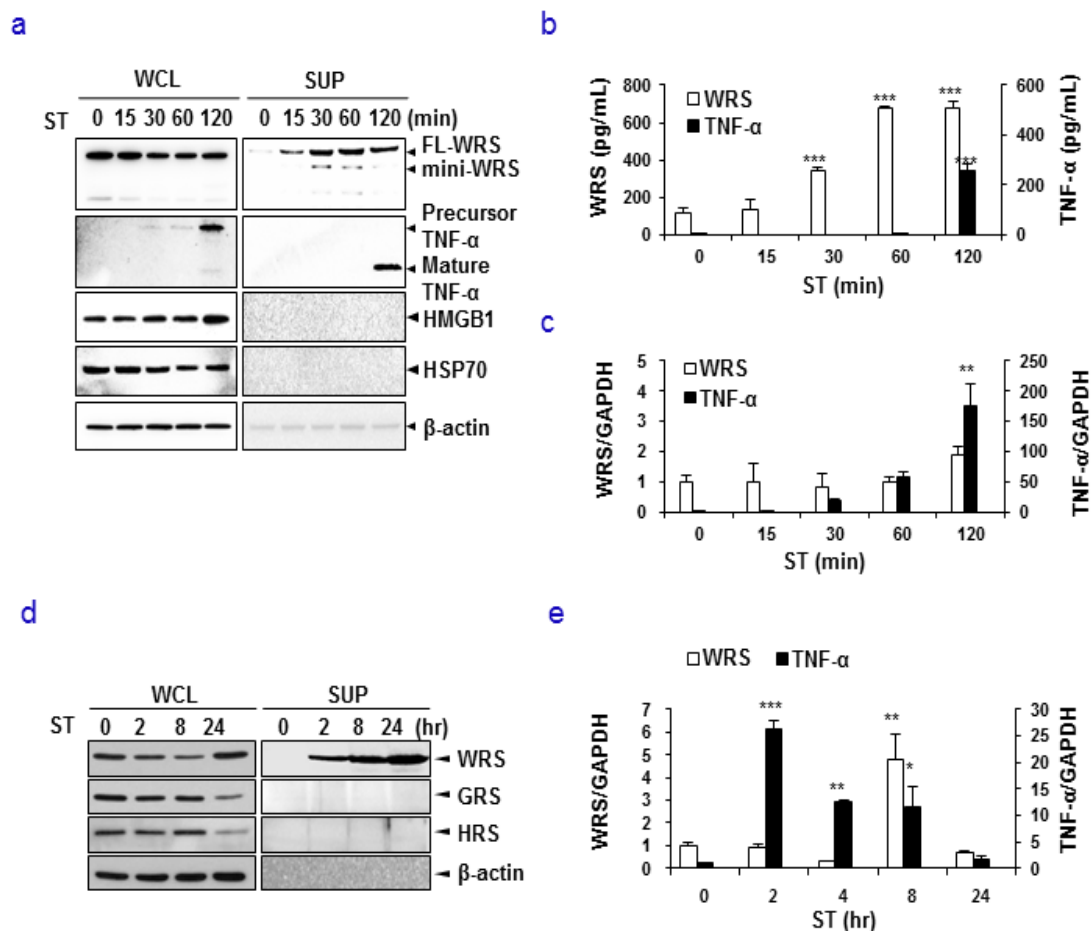 a
WCL SUP
ST 0 15 30 60 120 0 15 30 60 120 (min)
FL-WRS
mini-WRS
Precursor
TNF-α
Mature
TNF-α
HMGB1
HSP70
β-actin
b
WRS
TNF-α
800 600 400 200 0
WRS (pg/mL)
*** *** *** ***
600 400 200 0
TNF-α (pg/mL)
0 15 30 60 120
ST (min)
c
WRS
TNF-α
5 4 3 2 1 0
WRS/GAPDH
**
250 200 150 100 50 0
TNF-α/GAPDH
0 15 30 60 120
ST (min)
d
WCL SUP
ST 0 2 8 24 0 2 8 24 (hr)
WRS
GRS
HRS
β-actin
e
WRS TNF-α
7 6 5 4 3 2 1 0
WRS/GAPDH
*** ** ** *
30 25 20 15 10 5 0
TNF-α/GAPDH
0 2 4 8 24
ST (hr)